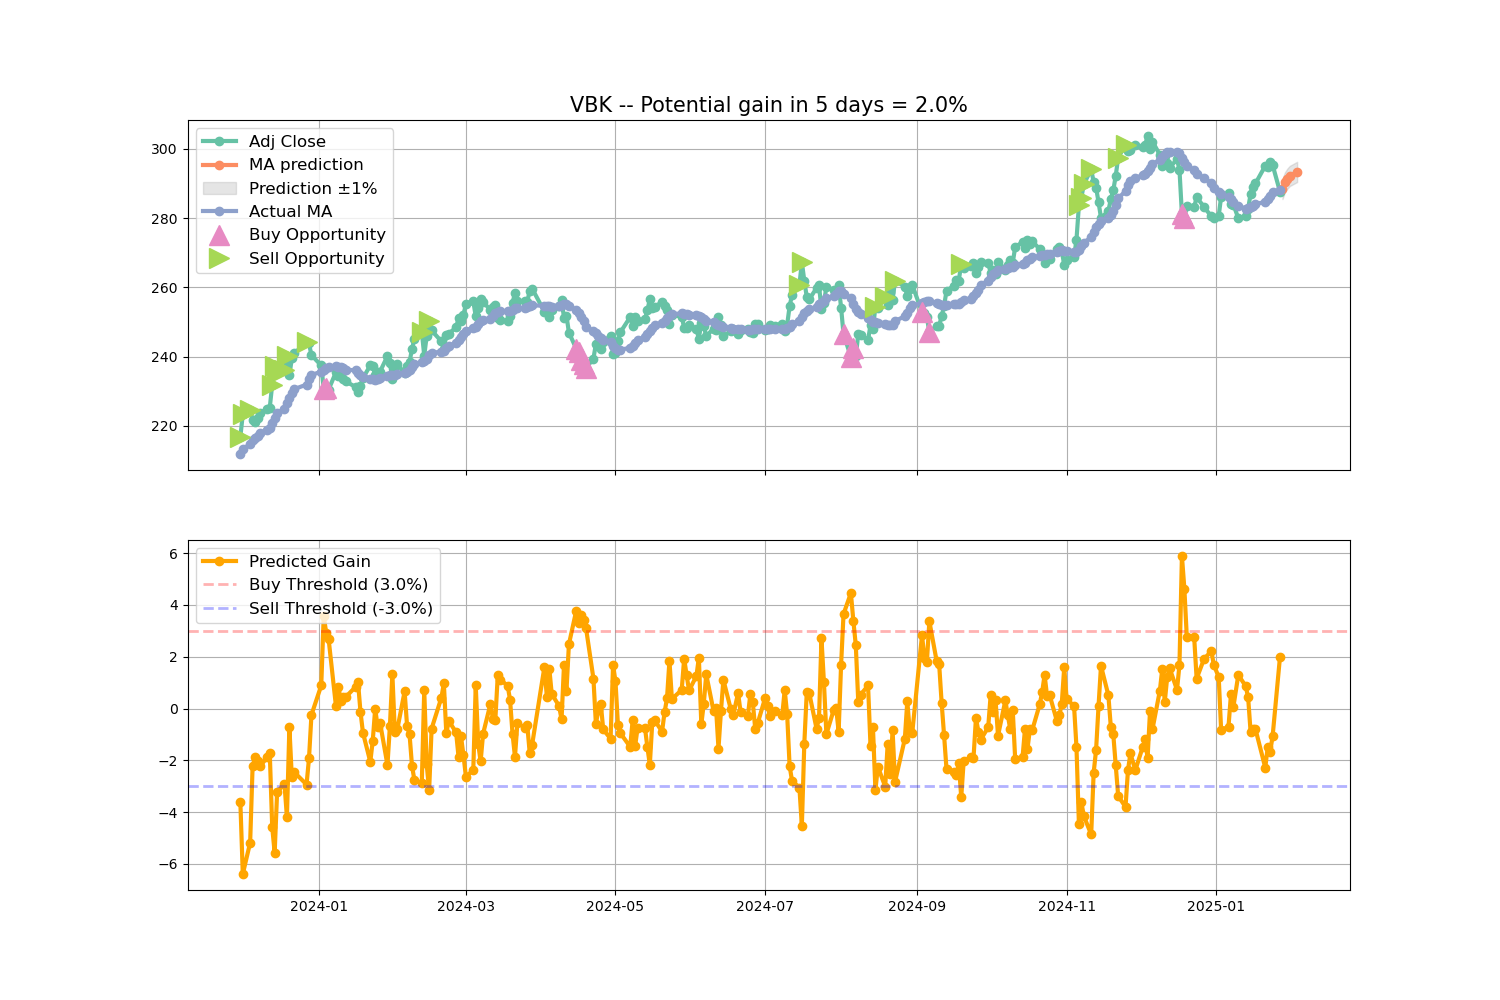 VBK -- Potential gain in 5 days = 2.0%
Adj Close
MA prediction
Prediction ±1%
Actual MA
Buy Opportunity
Sell Opportunity
300
280
260
240
220
Predicted Gain
Buy Threshold (3.0%)
Sell Threshold (-3.0%)
6
4
2
0
−2
−4
−6
2024-01 2024-03 2024-05 2024-07 2024-09 2024-11 2025-01